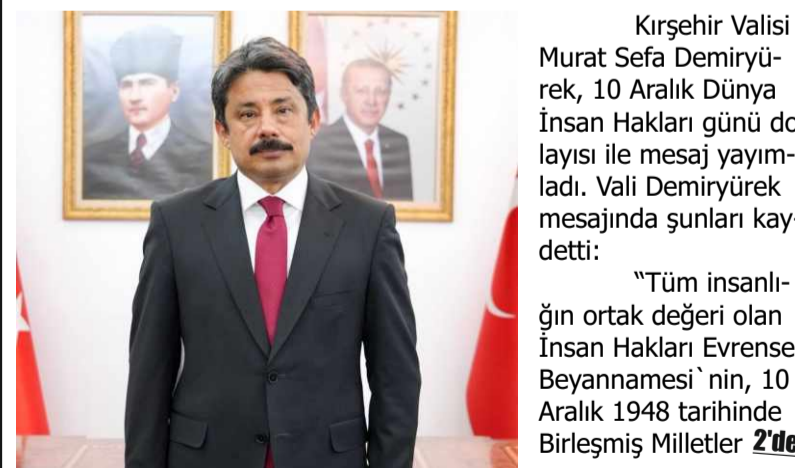 Kırşehir Valisi
Murat Sefa Demiryü-
rek, 10 Aralık Dünya
İnsan Hakları günü do
layısı ile mesaj yayım-
ladı. Vali Demiryürek
mesajında şunları kay-
detti:
“Tüm insanlı-
ğın ortak değeri olan
İnsan Hakları Evrense
Beyannamesi`nin, 10
Aralık 1948 tarihinde
Birleşmiş Milletler 2'de